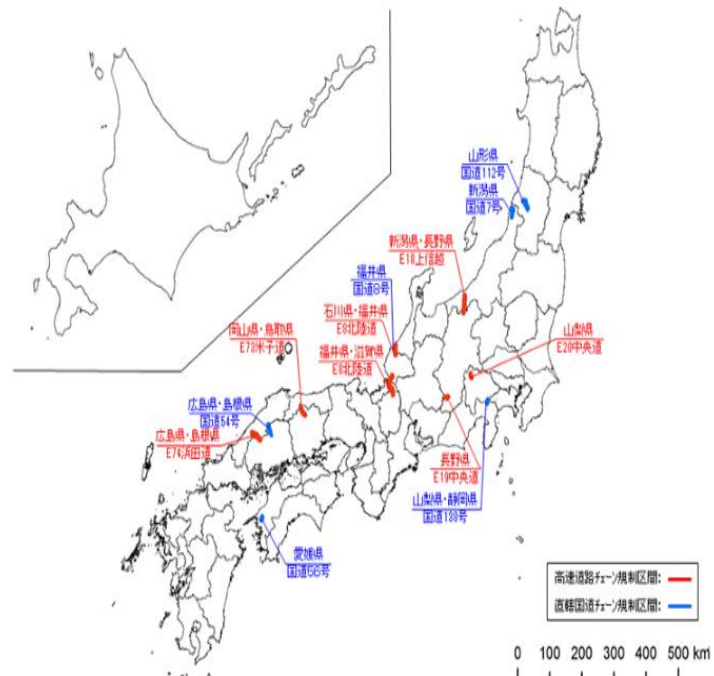 山形県
国道112号
新潟県
国道7号
新潟県・長野県
E18上信越
福井県
国道8号
石川県・福井県
E8北陸道
岡山県・鳥取県
E73米子道
福井県・滋賀県
E8北陸道
山梨県
E20中央道
広島県・島根県
国道54号
広島県・島根県
E74浜田道
長野県
E19中央道
山梨県・静岡県
国道138号
愛媛県
国道56号
高速道路チェーン規制区間:
直轄国道チェーン規制区間:
0 100 200 300 400 500 km